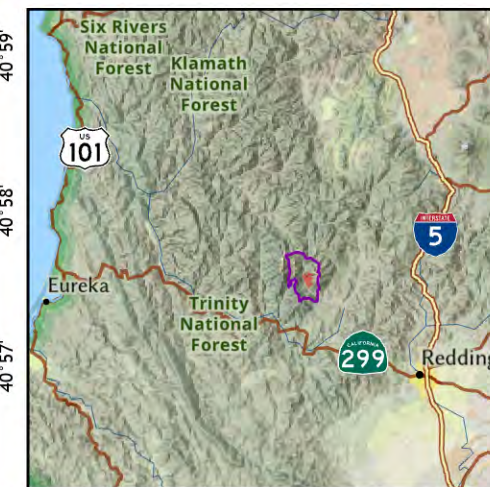 40°59'
40°58'
40°57'
Six Rivers
National
Forest
Klamath
National
Forest
US
101
INTERSTATE
5
Eureka
Trinity
National
Forest
CALIFORNIA
299
Redding